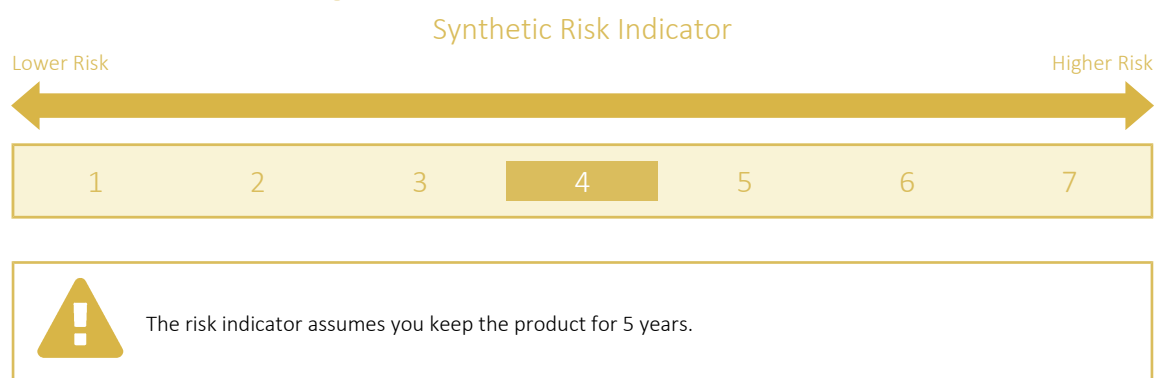 Synthetic Risk Indicator
Lower Risk Higher Risk
1 2 3 4 5 6 7
The risk indicator assumes you keep the product for 5 years.